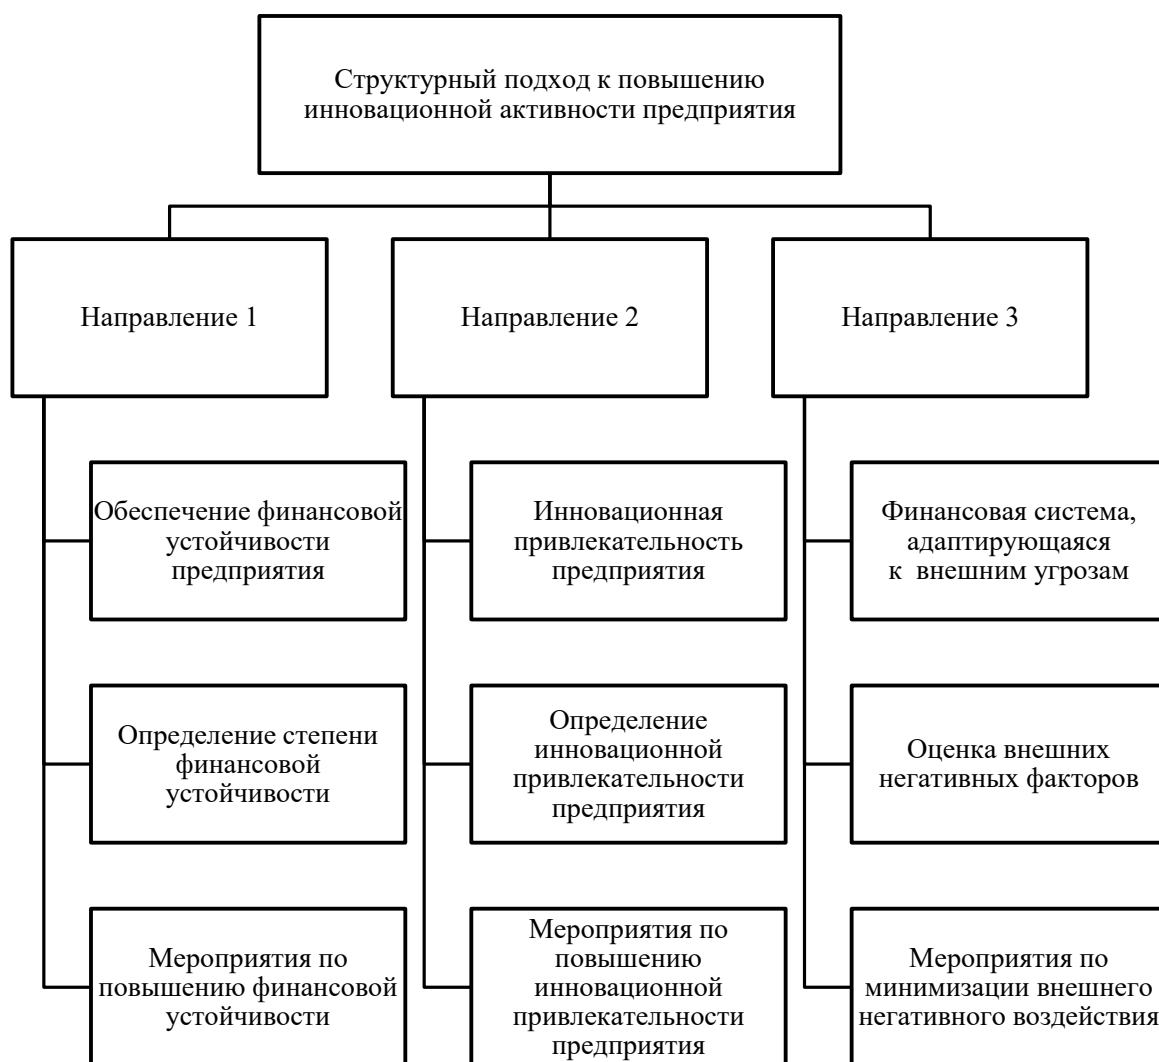 Структурный подход к повышению
инновационной активности предприятия
Направление 1
Направление 2
Направление 3
Обеспечение финансовой
устойчивости
предприятия
Инновационная
привлекательность
предприятия
Финансовая система,
адаптирующаяся
к  внешним угрозам
Определение степени
финансовой
устойчивости
Определение
инновационной
привлекательности
предприятия
Оценка внешних
негативных факторов
Мероприятия по
повышению финансовой
устойчивости
Мероприятия по
повышению
инновационной
привлекательности
предприятия
Мероприятия по
минимизации внешнего
негативного воздействия